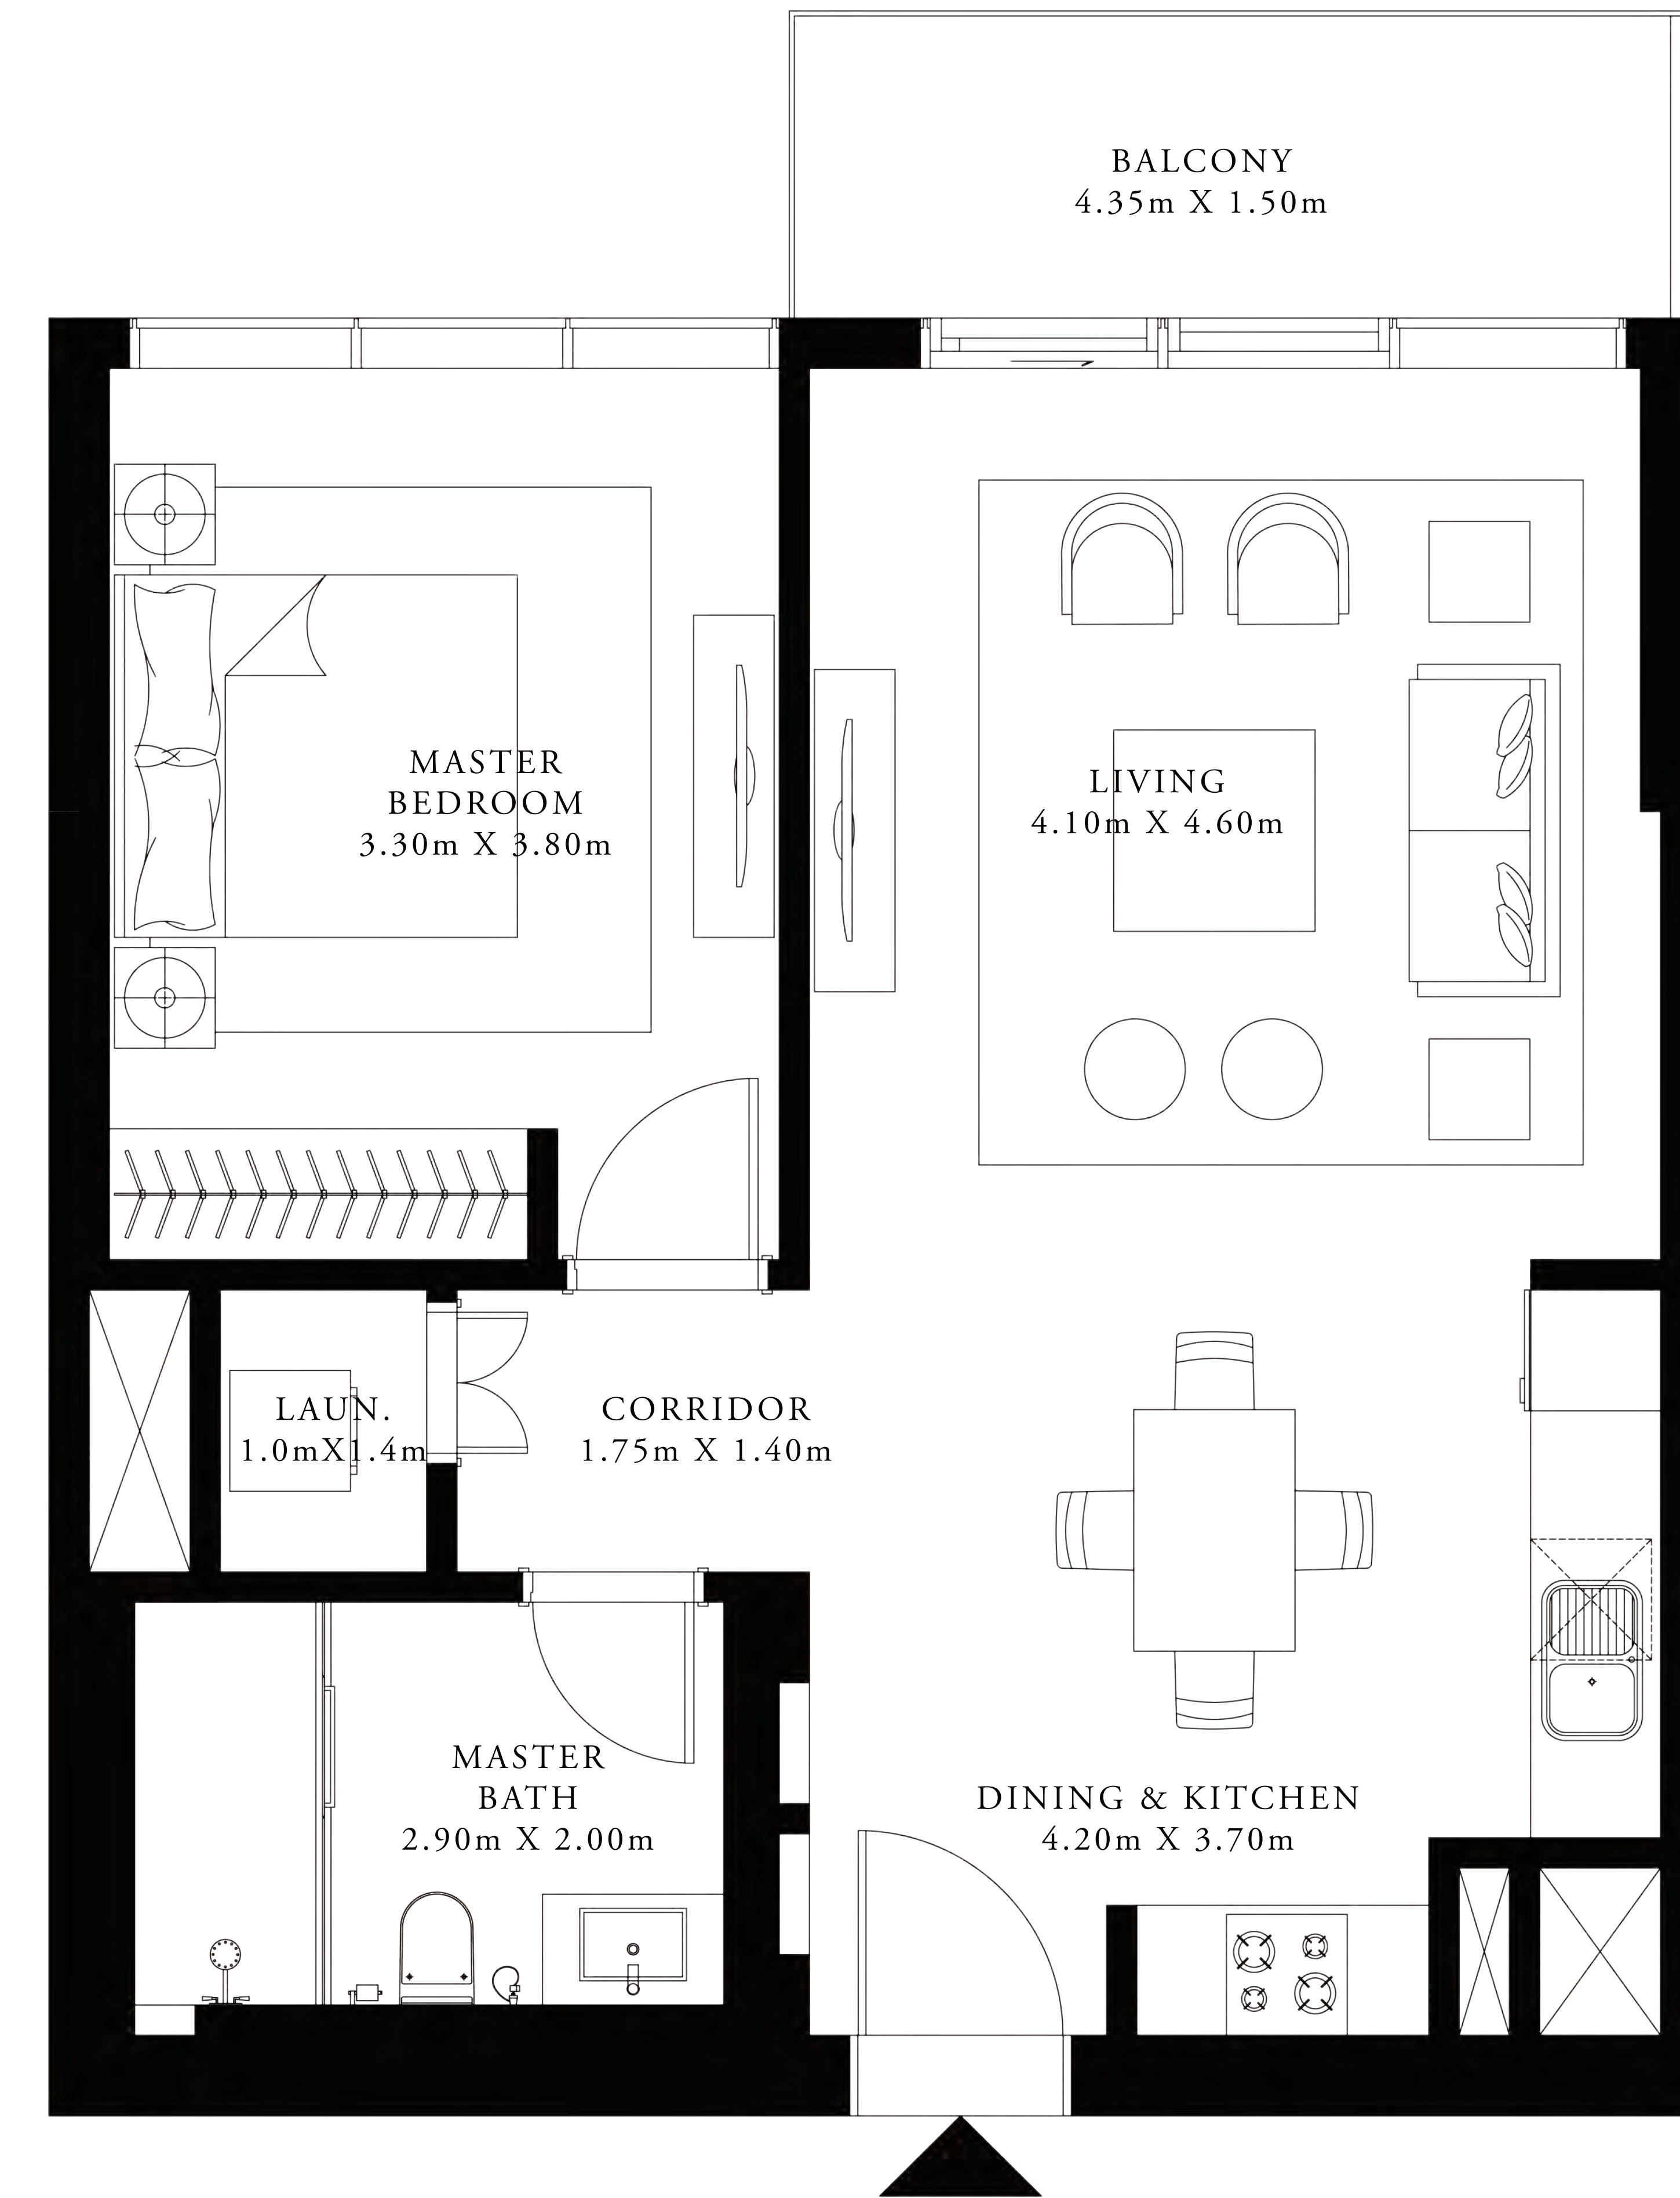 BALCONY
4.35m X 1.50m
MASTER
BEDROOM
3.30m X 3.80m
LIVING
4.10m X 4.60m
LAUN.
1.0mX1.4m
CORRIDOR
1.75m X 1.40m
MASTER
BATH
2.90m X 2.00m
DINING & KITCHEN
4.20m X 3.70m